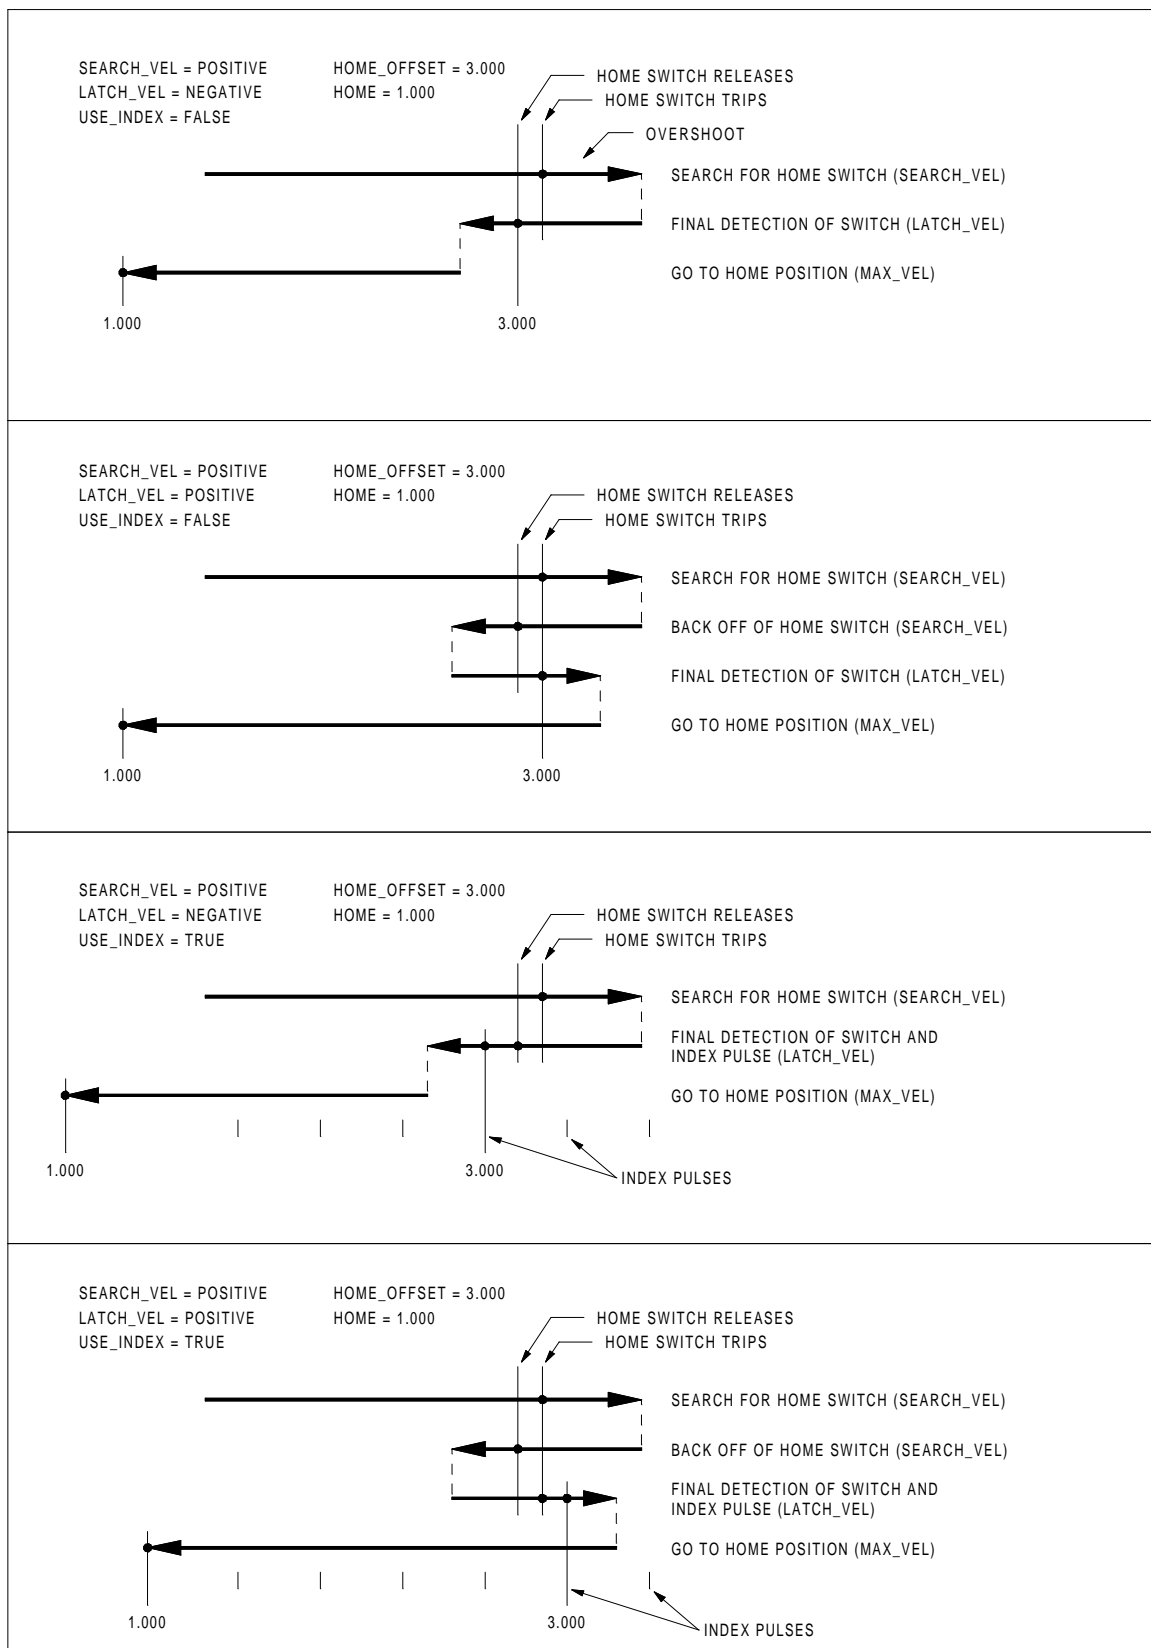 SEARCH_VEL = POSITIVE HOME_OFFSET = 3.000
LATCH_VEL = NEGATIVE HOME = 1.000
USE_INDEX = FALSE
HOME SWITCH RELEASES
HOME SWITCH TRIPS
OVERSHOOT
SEARCH FOR HOME SWITCH (SEARCH_VEL)
FINAL DETECTION OF SWITCH (LATCH_VEL)
GO TO HOME POSITION (MAX_VEL)
1.000 3.000
SEARCH_VEL = POSITIVE HOME_OFFSET = 3.000
LATCH_VEL = POSITIVE HOME = 1.000
USE_INDEX = FALSE
HOME SWITCH RELEASES
HOME SWITCH TRIPS
SEARCH FOR HOME SWITCH (SEARCH_VEL)
BACK OFF OF HOME SWITCH (SEARCH_VEL)
FINAL DETECTION OF SWITCH (LATCH_VEL)
GO TO HOME POSITION (MAX_VEL)
1.000 3.000
SEARCH_VEL = POSITIVE HOME_OFFSET = 3.000
LATCH_VEL = NEGATIVE HOME = 1.000
USE_INDEX = TRUE
HOME SWITCH RELEASES
HOME SWITCH TRIPS
SEARCH FOR HOME SWITCH (SEARCH_VEL)
FINAL DETECTION OF SWITCH AND
INDEX PULSE (LATCH_VEL)
GO TO HOME POSITION (MAX_VEL)
1.000 3.000
INDEX PULSES
SEARCH_VEL = POSITIVE HOME_OFFSET = 3.000
LATCH_VEL = POSITIVE HOME = 1.000
USE_INDEX = TRUE
HOME SWITCH RELEASES
HOME SWITCH TRIPS
SEARCH FOR HOME SWITCH (SEARCH_VEL)
BACK OFF OF HOME SWITCH (SEARCH_VEL)
FINAL DETECTION OF SWITCH AND
INDEX PULSE (LATCH_VEL)
GO TO HOME POSITION (MAX_VEL)
1.000 3.000
INDEX PULSES